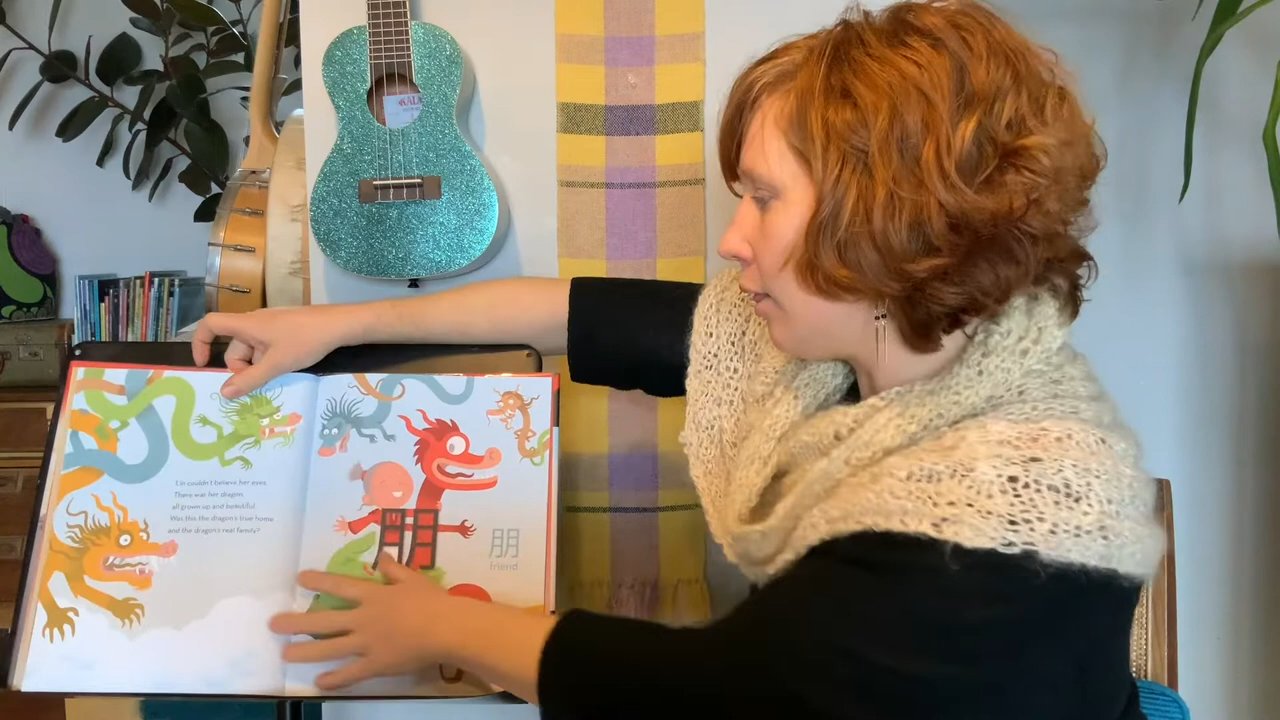 KALA
Lin couldn't believe her eyes.
There was her dragon,
all grown up and beautiful.
Was this the dragon's true home
and the dragon's real family?
朋
friend